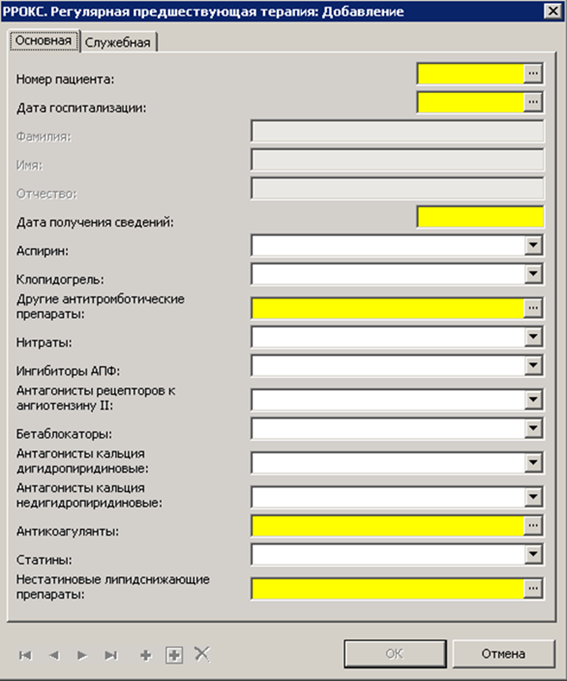 РРОКС. Регулярная предшествующая терапия: Добавление
Основная
Служебная
Номер пациента:
Дата госпитализации:
Фамилия:
Имя:
Отчество:
Дата получения сведений:
Аспирин:
Клопидогрель:
Другие антитромботические
препараты:
Нитраты:
Ингибиторы АПФ:
Антагонисты рецепторов к
ангиотензину II:
Бетаблокаторы:
Антагонисты кальция
дигидропиридиновые:
Антагонисты кальция
недигидропиридиновые:
Антикоагулянты:
Статины:
Нестатиновые липидснижающие
препараты:
ОК
Отмена